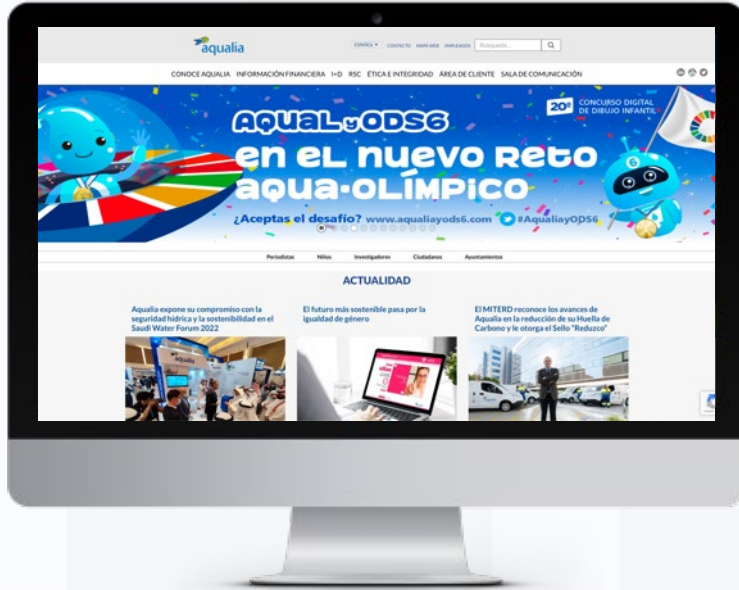 aqualia
ESPAÑOL CONTACTO MAPA WEB EMPLEADOS Búsqueda...
CONOCE AQUALIA INFORMACIÓN FINANCIERA I+D RSC ÉTICA E INTEGRIDAD ÁREA DE CLIENTE SALA DE COMUNICACIÓN
20º CONCURSO DIGITAL
DE DIBUJO INFANTIL
AQUAL y ODS6
en el nuevo reto
aqua·olímpico
¿Aceptas el desafío? www.aqualiayods6.com #AqualiayODS6
6
Periodistas Niños Investigadores Ciudadanos Ayuntamientos
ACTUALIDAD
Aqualia expone su compromiso con la
seguridad hídrica y la sostenibilidad en el
Saudi Water Forum 2022
El futuro más sostenible pasa por la
igualdad de género
El MITERD reconoce los avances de
Aqualia en la reducción de su Huella de
Carbono y le otorga el Sello "Reduzco"
aqualia